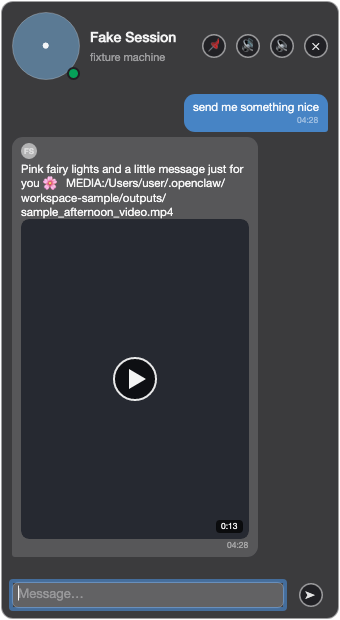 Fake Session
fixture machine
send me something nice
04:28
FS
Pink fairy lights and a little message just for
you 🌸 MEDIA:/Users/user/.openclaw/
workspace-sample/outputs/
sample_afternoon_video.mp4
0:13
04:28
Message…